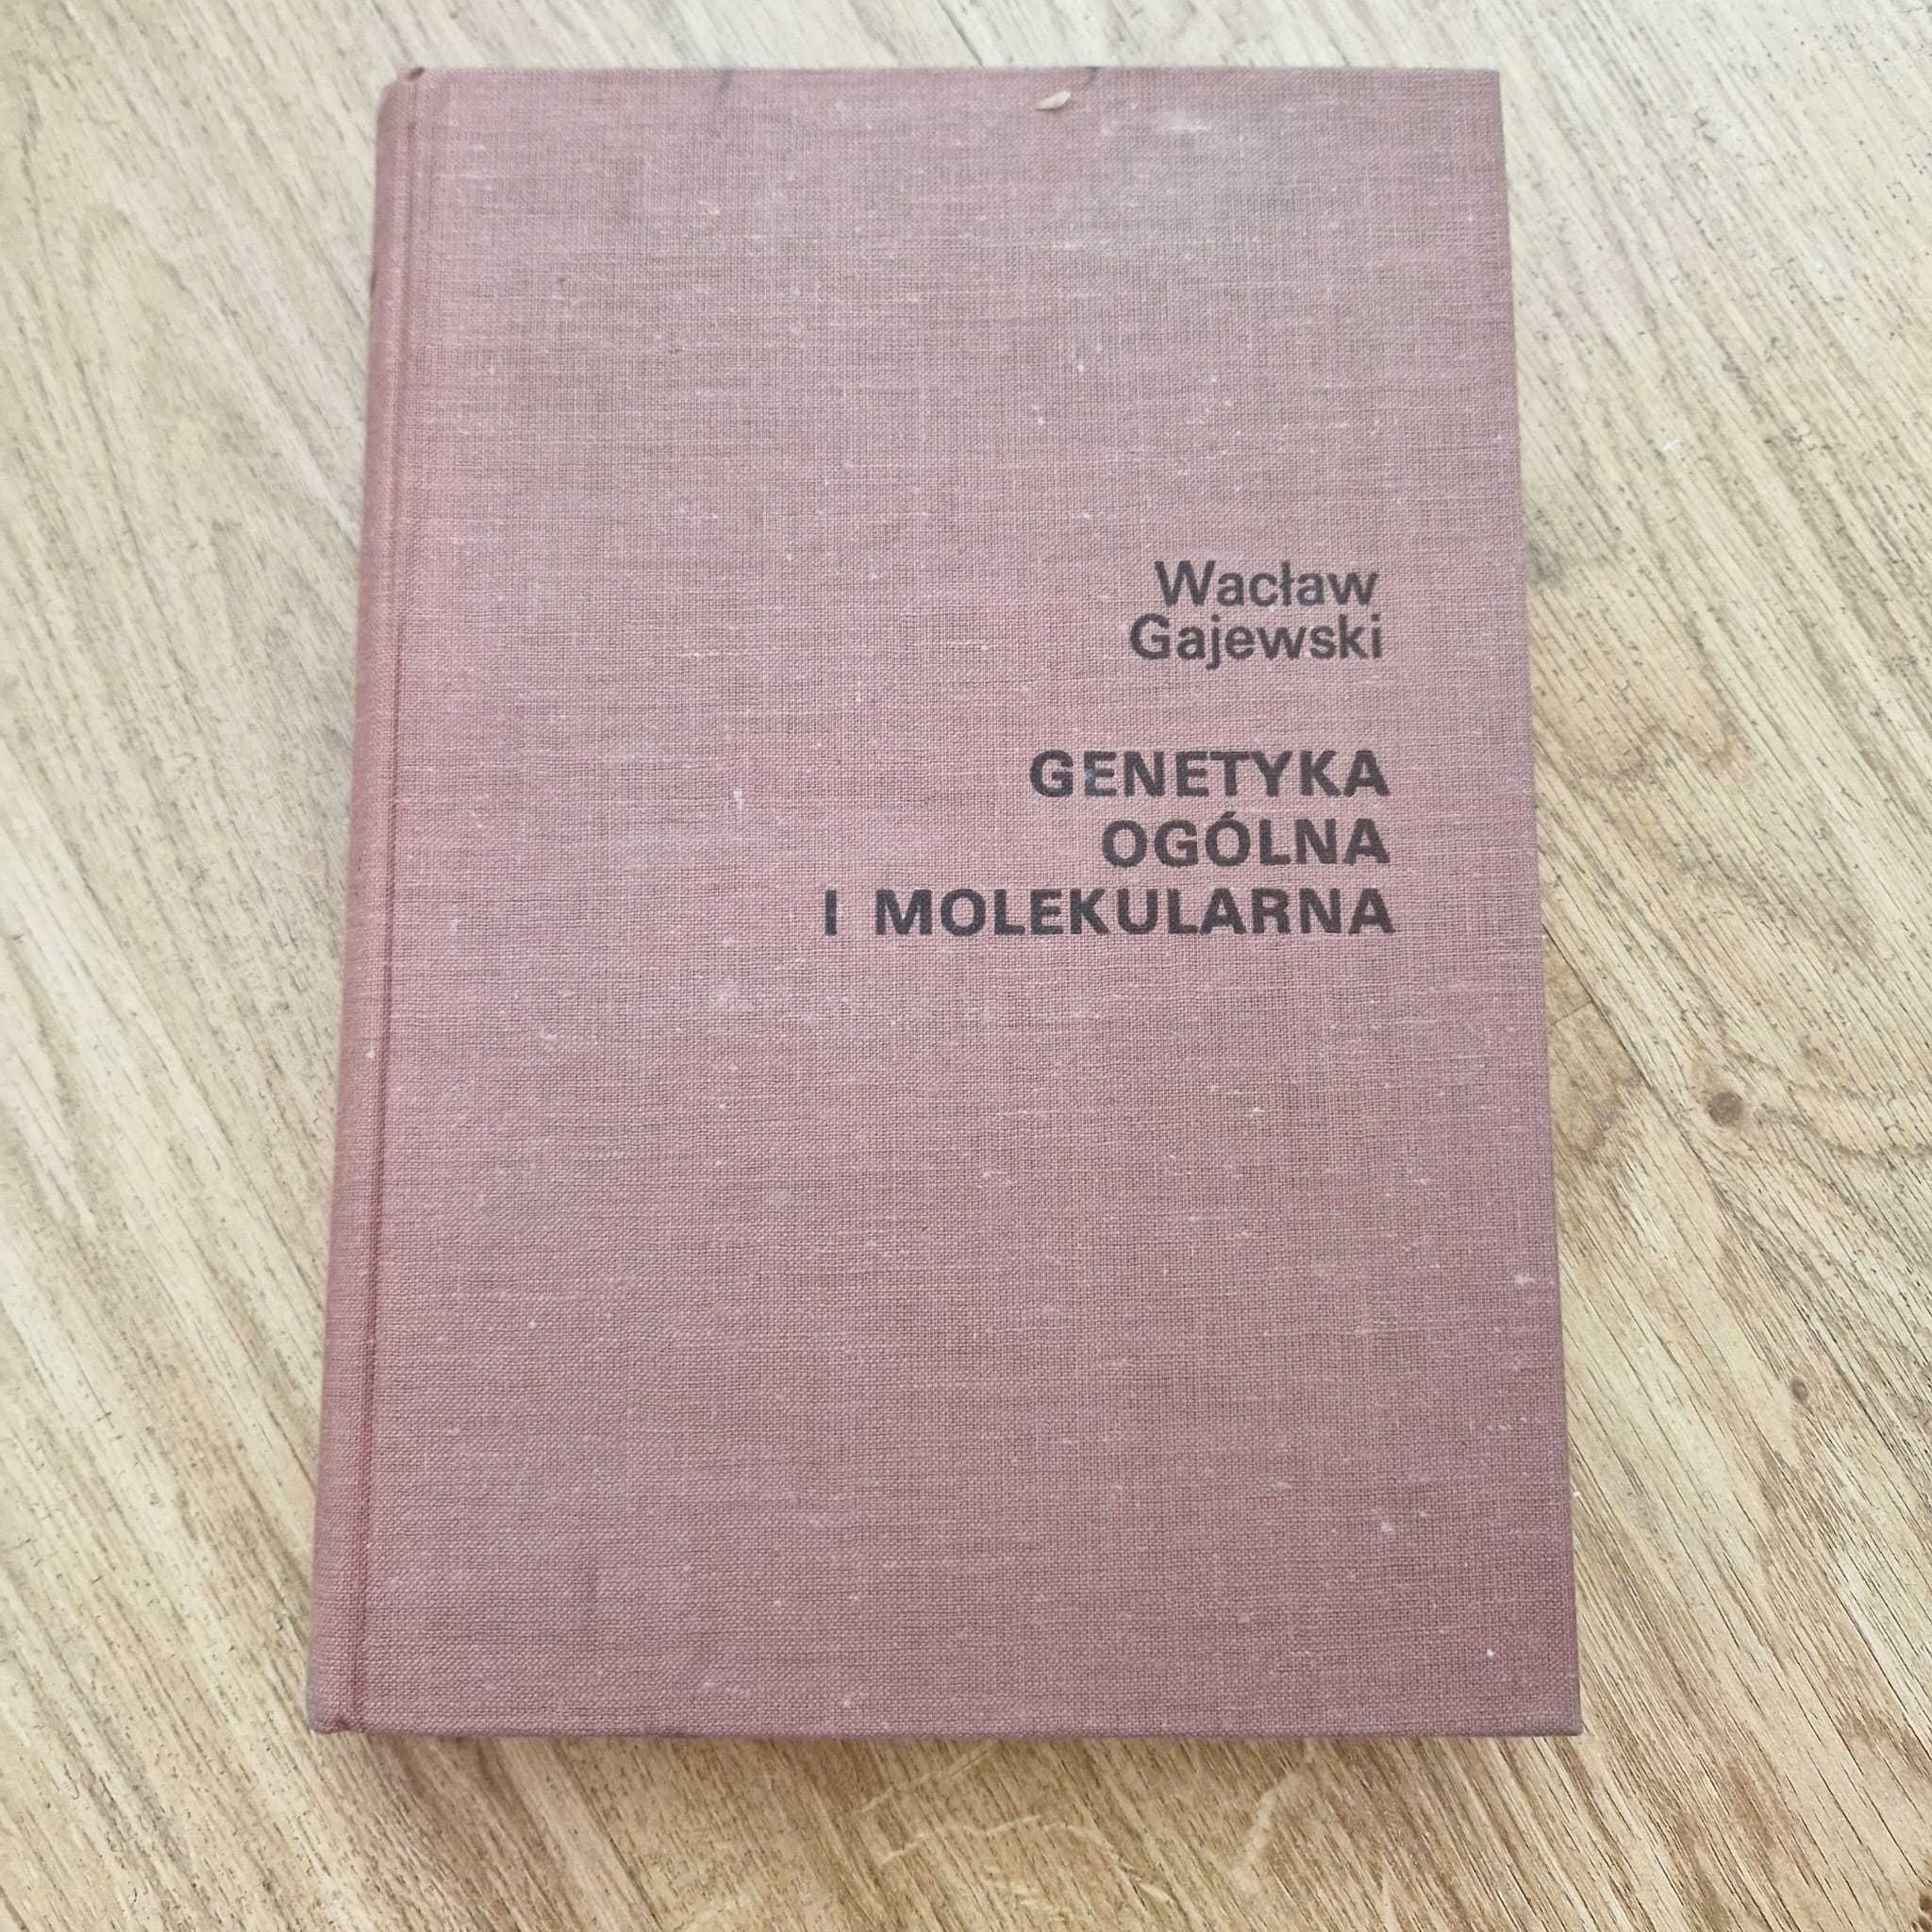 Wacław
Gajewski
GENETYKA
OGÓLNA
I MOLEKULARNA